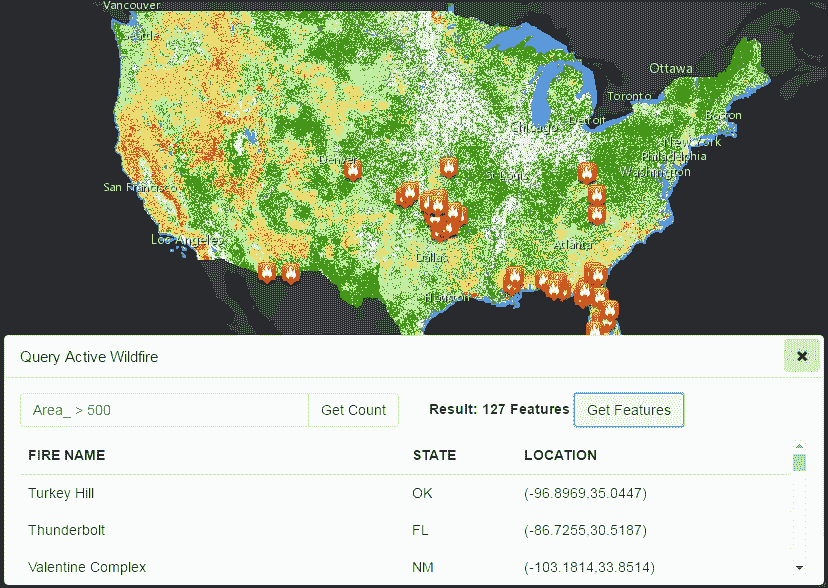 Vancouver
Seattle
Ottawa
Toronto
Boston
Detroit
Chicago
New York
Philadelphia
Denver
Washington
St Louis
San Francisco
Los Angeles
Atlanta
Dallas
Houston
Query Active Wildfire
Area_ > 500 Get Count Result: 127 Features Get Features
FIRE NAME STATE LOCATION
Turkey Hill OK (-96.8969,35.0447)
Thunderbolt FL (-86.7255,30.5187)
Valentine Complex NM (-103.1814,33.8514)